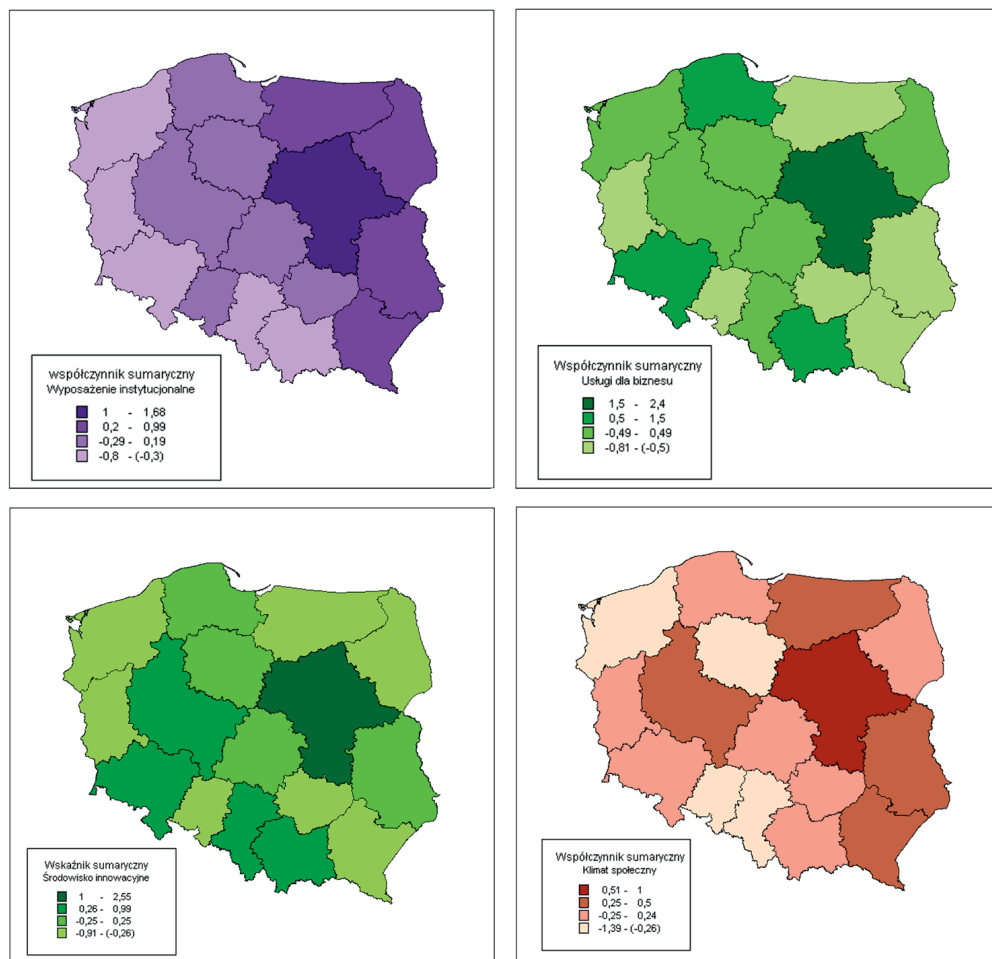 współczynnik sumaryczny
Wyposażenie instytucjonalne
1 - 1,68
0,2 - 0,99
-0,29 - 0,19
-0,8 - (-0,3)
Współczynnik sumaryczny
Usługi dla biznesu
1,5 - 2,4
0,5 - 1,5
-0,49 - 0,49
-0,81 - (-0,5)
Wskaźnik sumaryczny
Środowisko innowacyjne
1 - 2,55
0,26 - 0,99
-0,25 - 0,25
-0,91 - (-0,26)
Współczynnik sumaryczny
Klimat społeczny
0,51 - 1
0,25 - 0,5
-0,25 - 0,24
-1,39 - (-0,26)